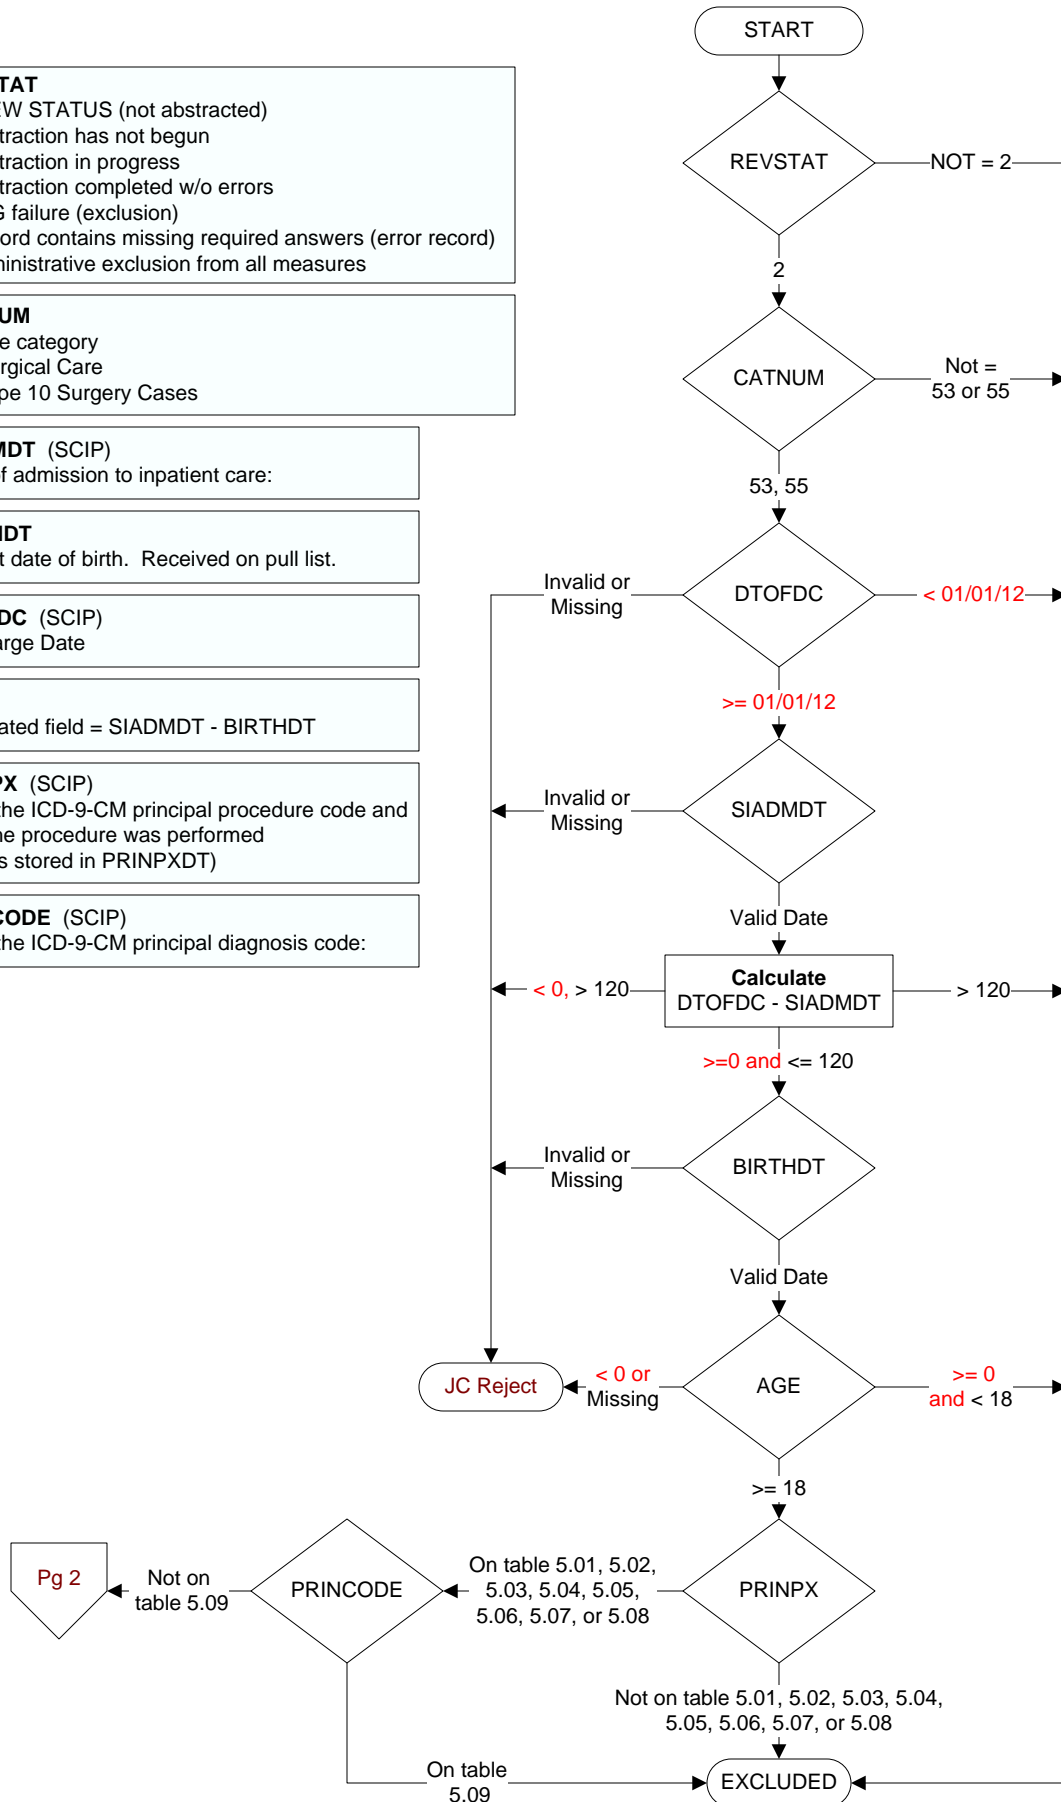 START
TAT
EW STATUS (not abstracted)
traction has not begun
traction in progress
traction completed w/o errors
G failure (exclusion)
ord contains missing required answers (error record)
ministrative exclusion from all measures
REVSTAT
NOT = 2
2
UM
e category
rgical Care
pe 10 Surgery Cases
CATNUM
Not =
53 or 55
53, 55
MDT (SCIP)
of admission to inpatient care:
HDT
t date of birth. Received on pull list.
DTOFDC
Invalid or
Missing
< 01/01/12
>= 01/01/12
DC (SCIP)
arge Date
ated field = SIADMDT - BIRTHDT
PX (SCIP)
the ICD-9-CM principal procedure code and
he procedure was performed
s stored in PRINPXDT)
SIADMDT
Invalid or
Missing
Valid Date
CODE (SCIP)
the ICD-9-CM principal diagnosis code:
Calculate
DTOFDC - SIADMDT
< 0, > 120
> 120
>=0 and <= 120
BIRTHDT
Invalid or
Missing
Valid Date
AGE
< 0 or
Missing
JC Reject
>= 0
and < 18
>= 18
PRINPX
On table 5.01, 5.02,
5.03, 5.04, 5.05,
5.06, 5.07, or 5.08
PRINCODE
Not on
table 5.09
Pg 2
Not on table 5.01, 5.02, 5.03, 5.04,
5.05, 5.06, 5.07, or 5.08
On table
5.09
EXCLUDED